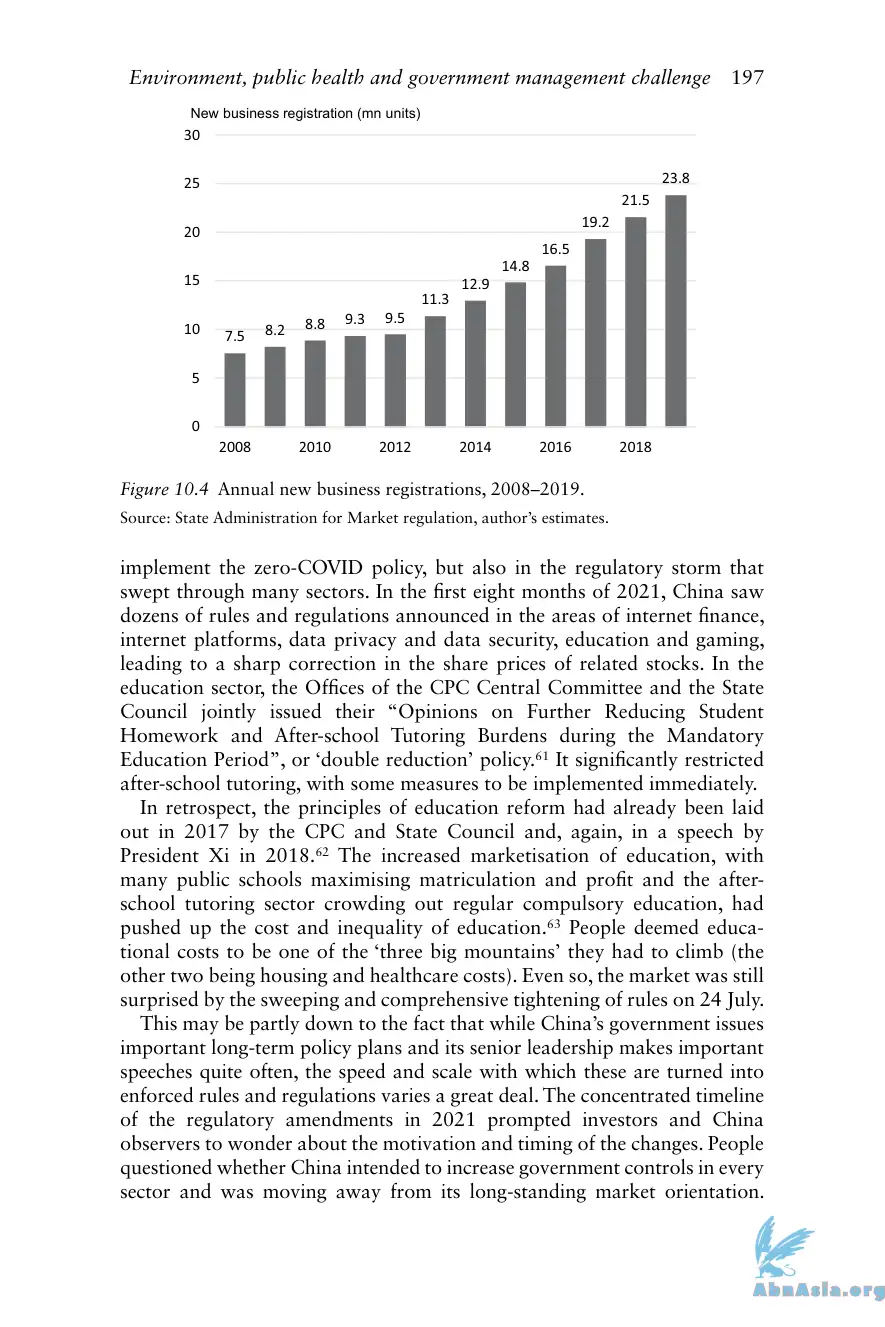 Environment, public health and government management challenge 197
New business registration (mn units)
30
25
20
15
10
5
0
7.5
8.2
8.8
9.3
9.5
11.3
12.9
14.8
16.5
19.2
21.5
23.8
2008 2010 2012 2014 2016 2018
Figure 10.4 Annual new business registrations, 2008–2019.
Source: State Administration for Market regulation, author’s estimates.
implement the zero-COVID policy, but also in the regulatory storm that
swept through many sectors. In the first eight months of 2021, China saw
dozens of rules and regulations announced in the areas of internet finance,
internet platforms, data privacy and data security, education and gaming,
leading to a sharp correction in the share prices of related stocks. In the
education sector, the Offices of the CPC Central Committee and the State
Council jointly issued their “Opinions on Further Reducing Student
Homework and After-school Tutoring Burdens during the Mandatory
Education Period”, or ‘double reduction’ policy.⁶¹ It significantly restricted
after-school tutoring, with some measures to be implemented immediately.
In retrospect, the principles of education reform had already been laid
out in 2017 by the CPC and State Council and, again, in a speech by
President Xi in 2018.⁶² The increased marketisation of education, with
many public schools maximising matriculation and profit and the after-
school tutoring sector crowding out regular compulsory education, had
pushed up the cost and inequality of education.⁶³ People deemed educa-
tional costs to be one of the ‘three big mountains’ they had to climb (the
other two being housing and healthcare costs). Even so, the market was still
surprised by the sweeping and comprehensive tightening of rules on 24 July.
This may be partly down to the fact that while China’s government issues
important long-term policy plans and its senior leadership makes important
speeches quite often, the speed and scale with which these are turned into
enforced rules and regulations varies a great deal. The concentrated timeline
of the regulatory amendments in 2021 prompted investors and China
observers to wonder about the motivation and timing of the changes. People
questioned whether China intended to increase government controls in every
sector and was moving away from its long-standing market orientation.
AbnAsia.org